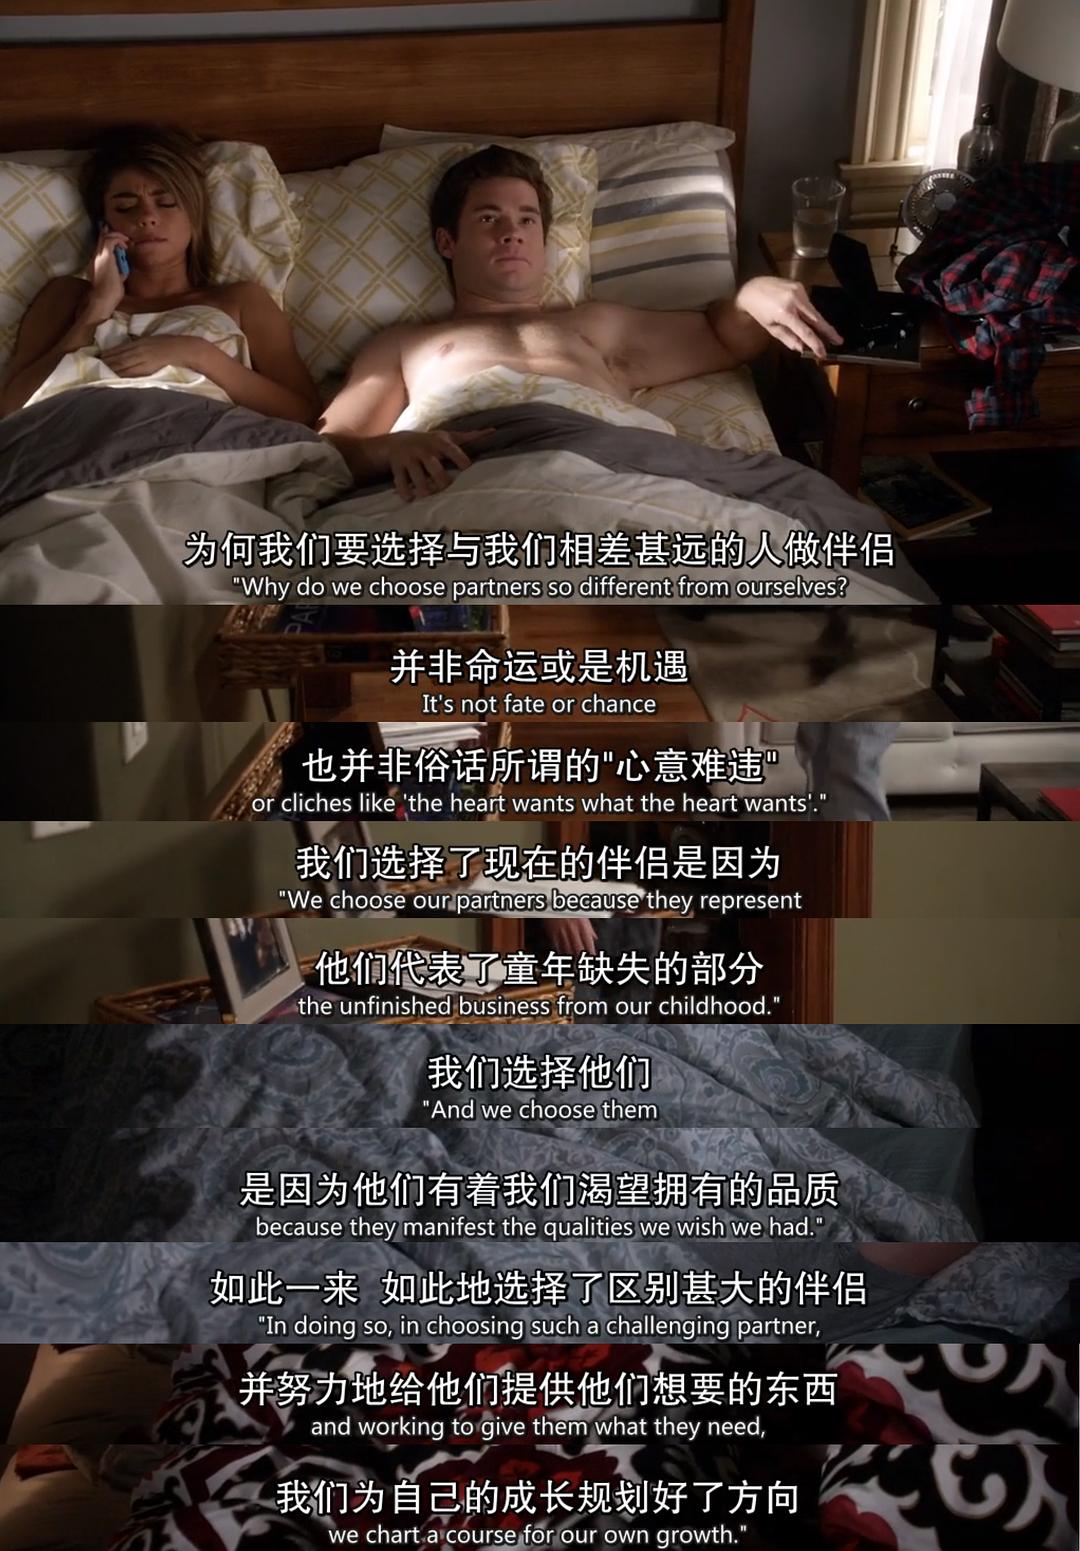 为何我们要选择与我们相差甚远的人做伴侣
"Why do we choose partners so different from ourselves?
并非命运或是机遇
It's not fate or chance
也并非俗话所谓的"心意难违"
or cliches like 'the heart wants what the heart wants'."
我们选择了现在的伴侣是因为
"We choose our partners because they represent
他们代表了童年缺失的部分
the unfinished business from our childhood."
我们选择他们
"And we choose them
是因为他们有着我们渴望拥有的品质
because they manifest the qualities we wish we had."
如此一来 如此地选择了区别甚大的伴侣
"In doing so, in choosing such a challenging partner,
并努力地给他们提供他们想要的东西
and working to give them what they need,
我们为自己的成长规划好了方向
we chart a course for our own growth."